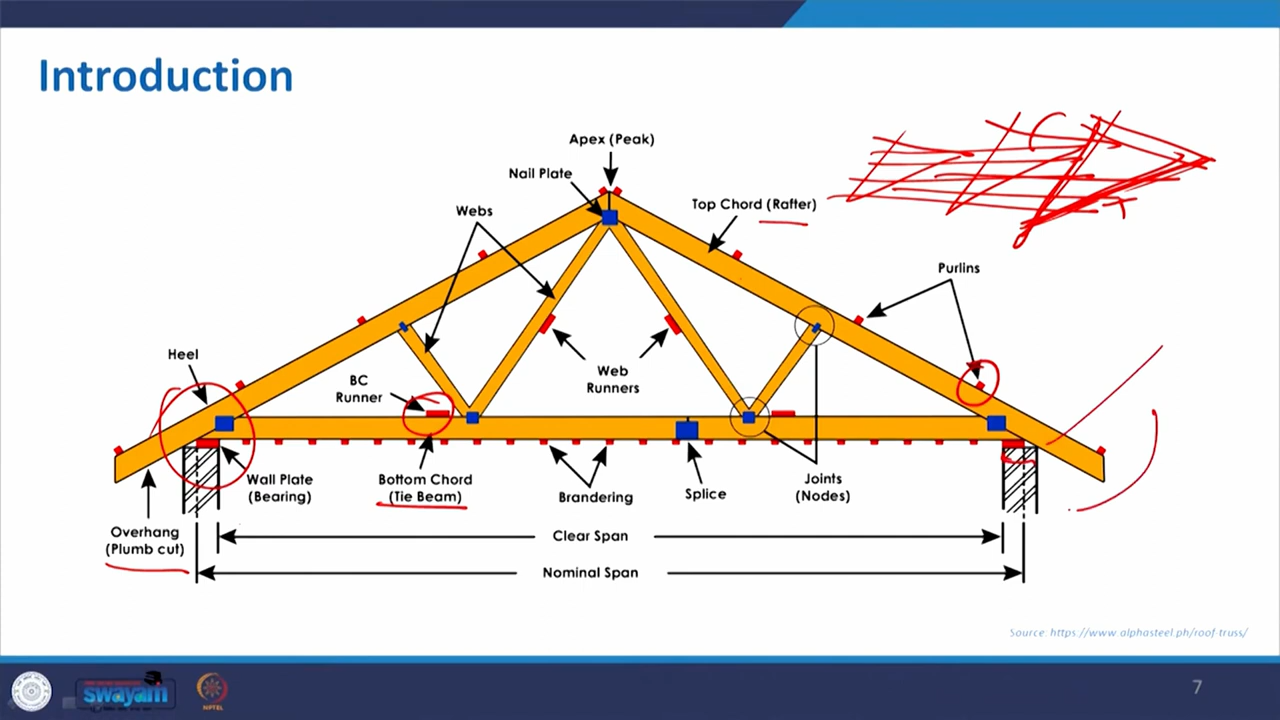 Introduction
Apex (Peak)
Nail Plate
Top Chord (Rafter)
Webs
Purlins
Heel
BC
Runner
Web
Runners
Wall Plate
(Bearing)
Bottom Chord
(Tie Beam)
Brandering
Splice
Joints
(Nodes)
Overhang
(Plumb cut)
Clear Span
Nominal Span
Source: https://www.alphasteel.ph/roof-truss/
swayam
NPTEL
7